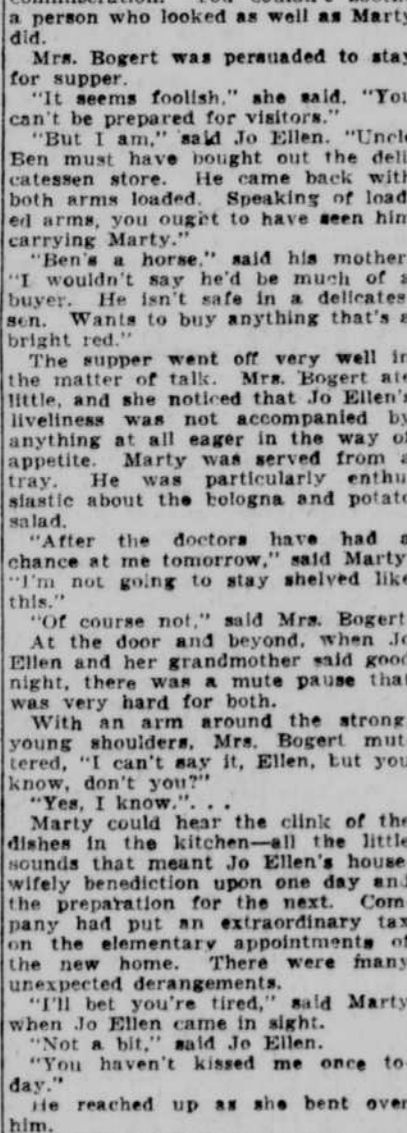 a person who looked as well as Marty
did.
Mrs. Bogert was persuaded to stay
for supper.
"It seems foolish," she said. "You
can't be prepared for visitors."
"But I am," said Jo Ellen. "Uncle
Ben must have bought out the deli
catessen store. He came back with
both arms loaded. Speaking of load
ed arms, you ought to have seen him
carrying Marty."
"Ben's a horse," said his mother
"I wouldn't say he'd be much of a
buyer. He isn't safe in a delicates
sen. Wants to buy anything that's a
bright red."
The supper went off very well in
the matter of talk. Mrs. Bogert ate
little, and she noticed that Jo Ellen's
liveliness was not accompanied by
anything at all eager in the way of
appetite. Marty was served from a
tray. He was particularly enthu
siastic about the bologna and potato
salad.
"After the doctors have had a
chance at me tomorrow," said Marty
"I'm not going to stay shelved like
this."
"Of course not," said Mrs. Bogert.
At the door and beyond, when Jo
Ellen and her grandmother said good
night, there was a mute pause that
was very hard for both.
With an arm around the strong
young shoulders, Mrs. Bogert mut
tered, "I can't say it, Ellen, but you
know, don't you?"
"Yes, I know." . . .
Marty could hear the clink of the
dishes in the kitchen—all the little
sounds that meant Jo Ellen's house
wifely benediction upon one day and
the preparation for the next. Com
pany had put an extraordinary tax
on the elementary appointments of
the new home. There were many
unexpected derangements.
"I'll bet you're tired," said Marty
when Jo Ellen came in sight.
"Not a bit," said Jo Ellen.
"You haven't kissed me once to
day."
He reached up as she bent over
him.